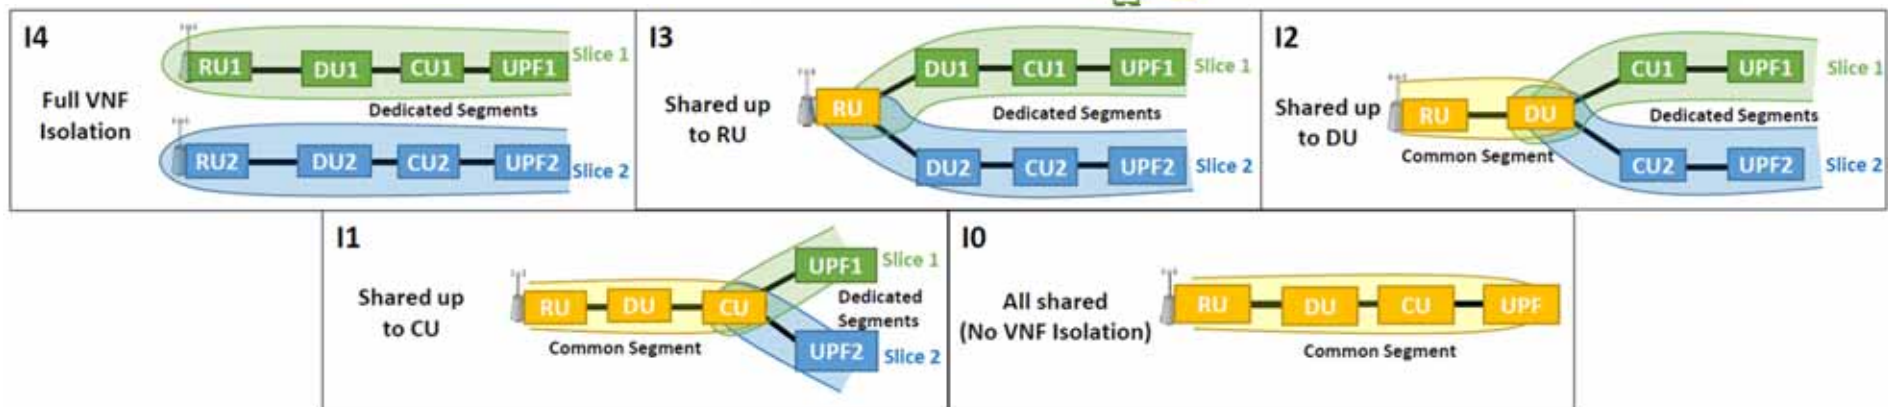 I4
Full VNF
Isolation
RU1 DU1 CU1 UPF1 Slice 1
Dedicated Segments
RU2 DU2 CU2 UPF2 Slice 2
I3
Shared up
to RU
RU
DU1 CU1 UPF1 Slice 1
Dedicated Segments
DU2 CU2 UPF2 Slice 2
I2
Shared up
to DU
RU DU
Common Segment
CU1 UPF1 Slice 1
Dedicated Segments
CU2 UPF2 Slice 2
I1
Shared up
to CU
RU DU CU
Common Segment
UPF1 Slice 1
Dedicated
Segments
UPF2 Slice 2
I0
All shared
(No VNF Isolation)
RU DU CU UPF
Common Segment